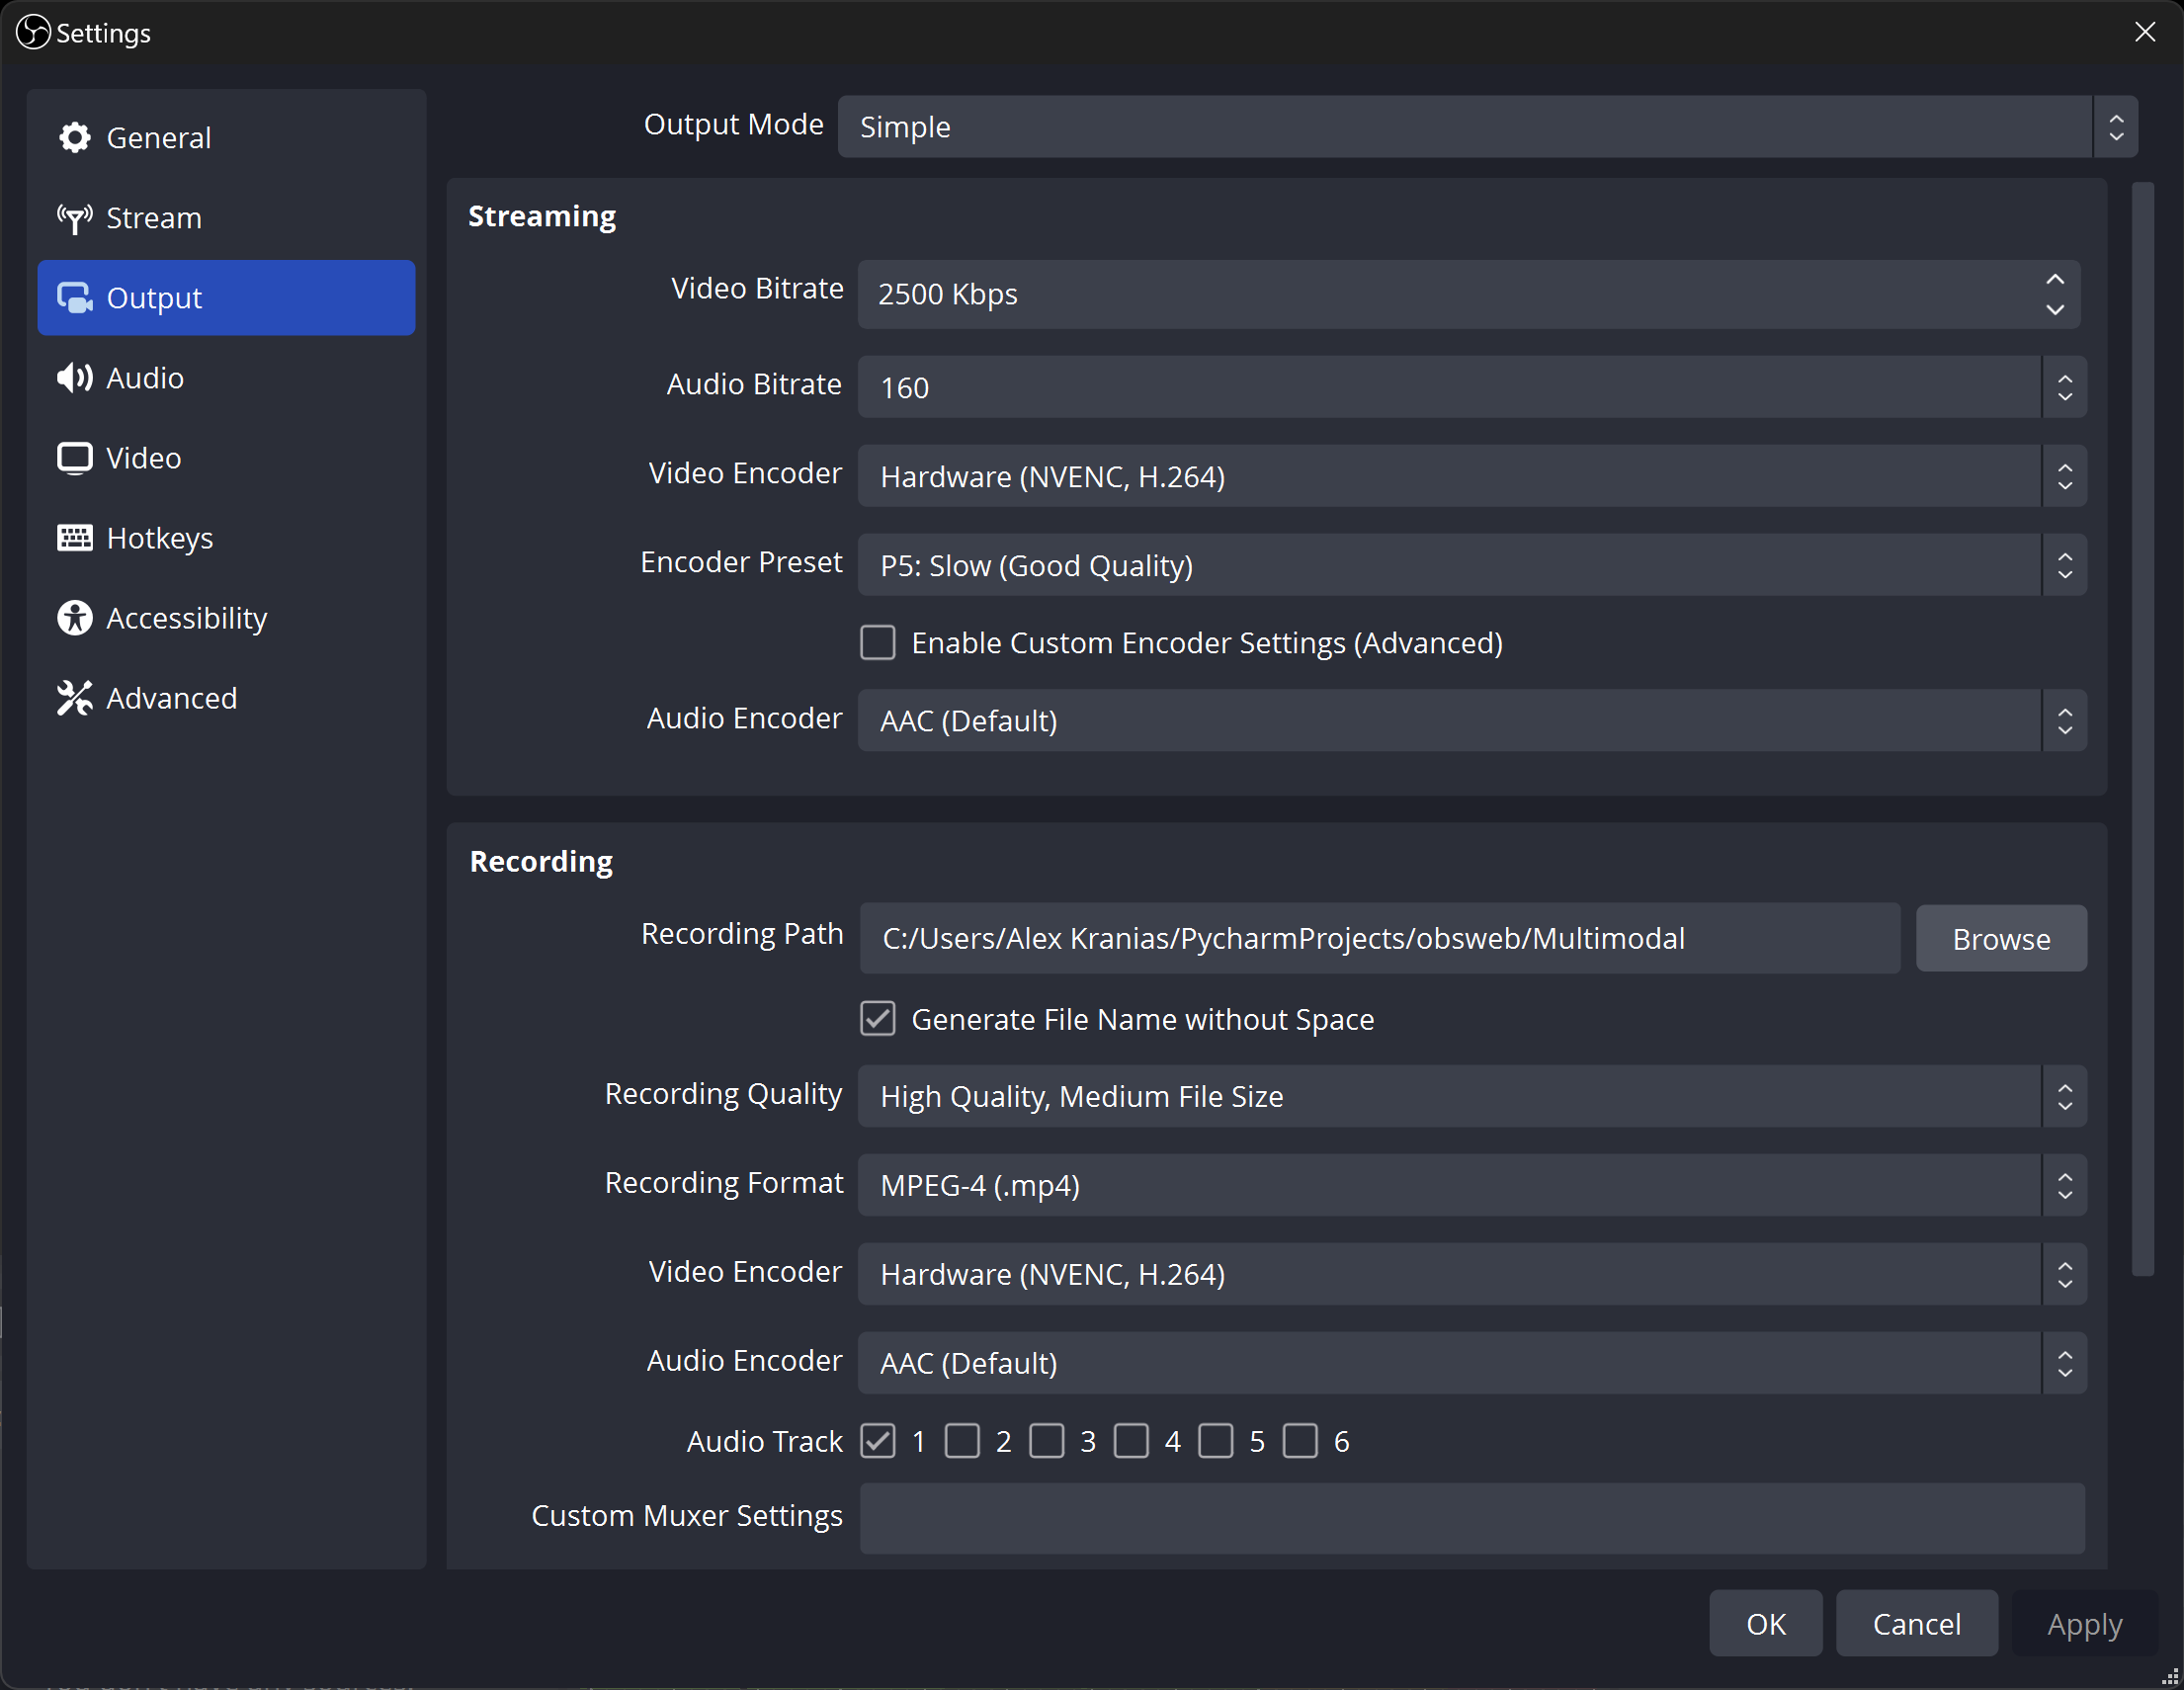 Settings
General
Stream
Output
Audio
Video
Hotkeys
Accessibility
Advanced
Output Mode Simple
Streaming
Video Bitrate 2500 Kbps
Audio Bitrate 160
Video Encoder Hardware (NVENC, H.264)
Encoder Preset P5: Slow (Good Quality)
Enable Custom Encoder Settings (Advanced)
Audio Encoder AAC (Default)
Recording
Recording Path C:/Users/Alex Kranias/PycharmProjects/obsweb/Multimodal Browse
Generate File Name without Space
Recording Quality High Quality, Medium File Size
Recording Format MPEG-4 (.mp4)
Video Encoder Hardware (NVENC, H.264)
Audio Encoder AAC (Default)
Audio Track 1 2 3 4 5 6
Custom Muxer Settings
OK Cancel Apply